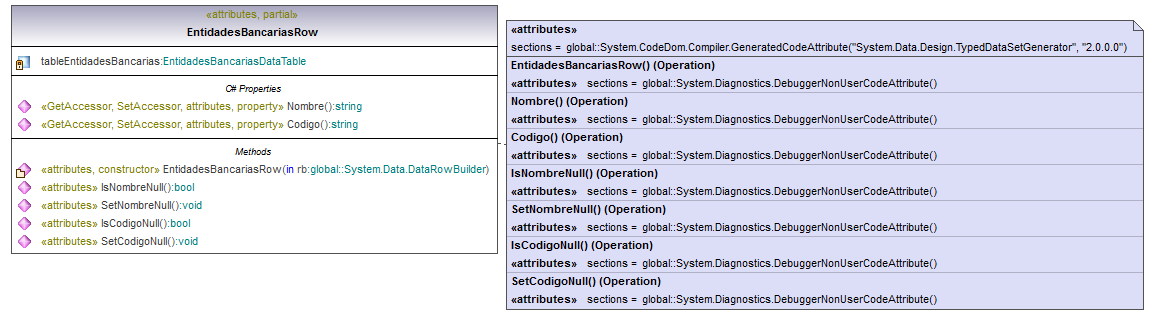 «attributes, partial»
EntidadesBancariasRow
tableEntidadesBancarias:EntidadesBancariasDataTable
C# Properties
«GetAccessor, SetAccessor, attributes, property» Nombre():string
«GetAccessor, SetAccessor, attributes, property» Codigo():string
Methods
«attributes, constructor» EntidadesBancariasRow(in rb:global::System.Data.DataRowBuilder)
«attributes» IsNombreNull():bool
«attributes» SetNombreNull():void
«attributes» IsCodigoNull():bool
«attributes» SetCodigoNull():void
«attributes»
sections = global::System.CodeDom.Compiler.GeneratedCodeAttribute("System.Data.Design.TypedDataSetGenerator", "2.0.0.0")
EntidadesBancariasRow() (Operation)
«attributes» sections = global::System.Diagnostics.DebuggerNonUserCodeAttribute()
Nombre() (Operation)
«attributes» sections = global::System.Diagnostics.DebuggerNonUserCodeAttribute()
Codigo() (Operation)
«attributes» sections = global::System.Diagnostics.DebuggerNonUserCodeAttribute()
IsNombreNull() (Operation)
«attributes» sections = global::System.Diagnostics.DebuggerNonUserCodeAttribute()
SetNombreNull() (Operation)
«attributes» sections = global::System.Diagnostics.DebuggerNonUserCodeAttribute()
IsCodigoNull() (Operation)
«attributes» sections = global::System.Diagnostics.DebuggerNonUserCodeAttribute()
SetCodigoNull() (Operation)
«attributes» sections = global::System.Diagnostics.DebuggerNonUserCodeAttribute()